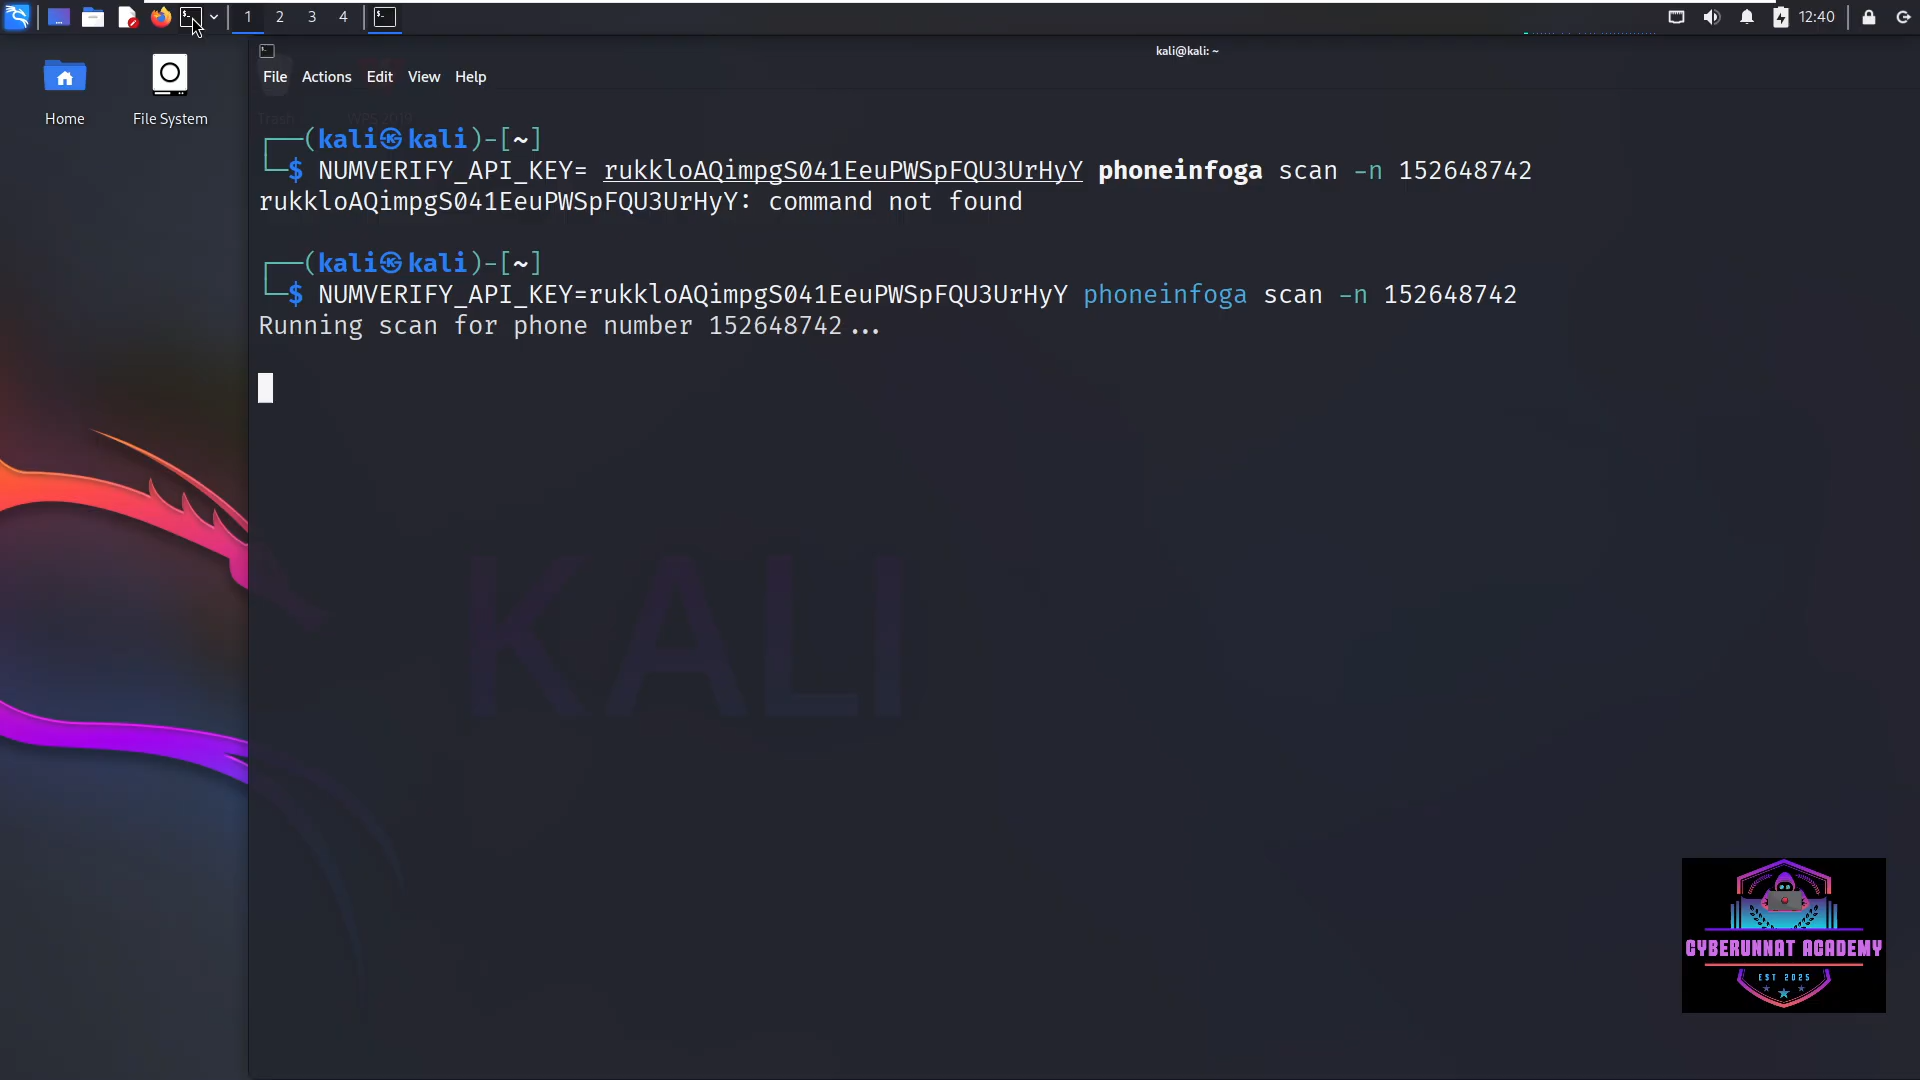 1 2 3 4
12:40
kali@kali: ~
File Actions Edit View Help
Home
File System
Trash
┌──(kali㉿kali)-[~]
└─$ NUMVERIFY_API_KEY= rukkloAQimpgS041EeuPWSpFQU3UrHyY phoneinfoga scan -n 152648742
rukkloAQimpgS041EeuPWSpFQU3UrHyY: command not found
┌──(kali㉿kali)-[~]
└─$ NUMVERIFY_API_KEY=rukkloAQimpgS041EeuPWSpFQU3UrHyY phoneinfoga scan -n 152648742
Running scan for phone number 152648742...
KALI
CYBERUNNAT ACADEMY
EST 2025